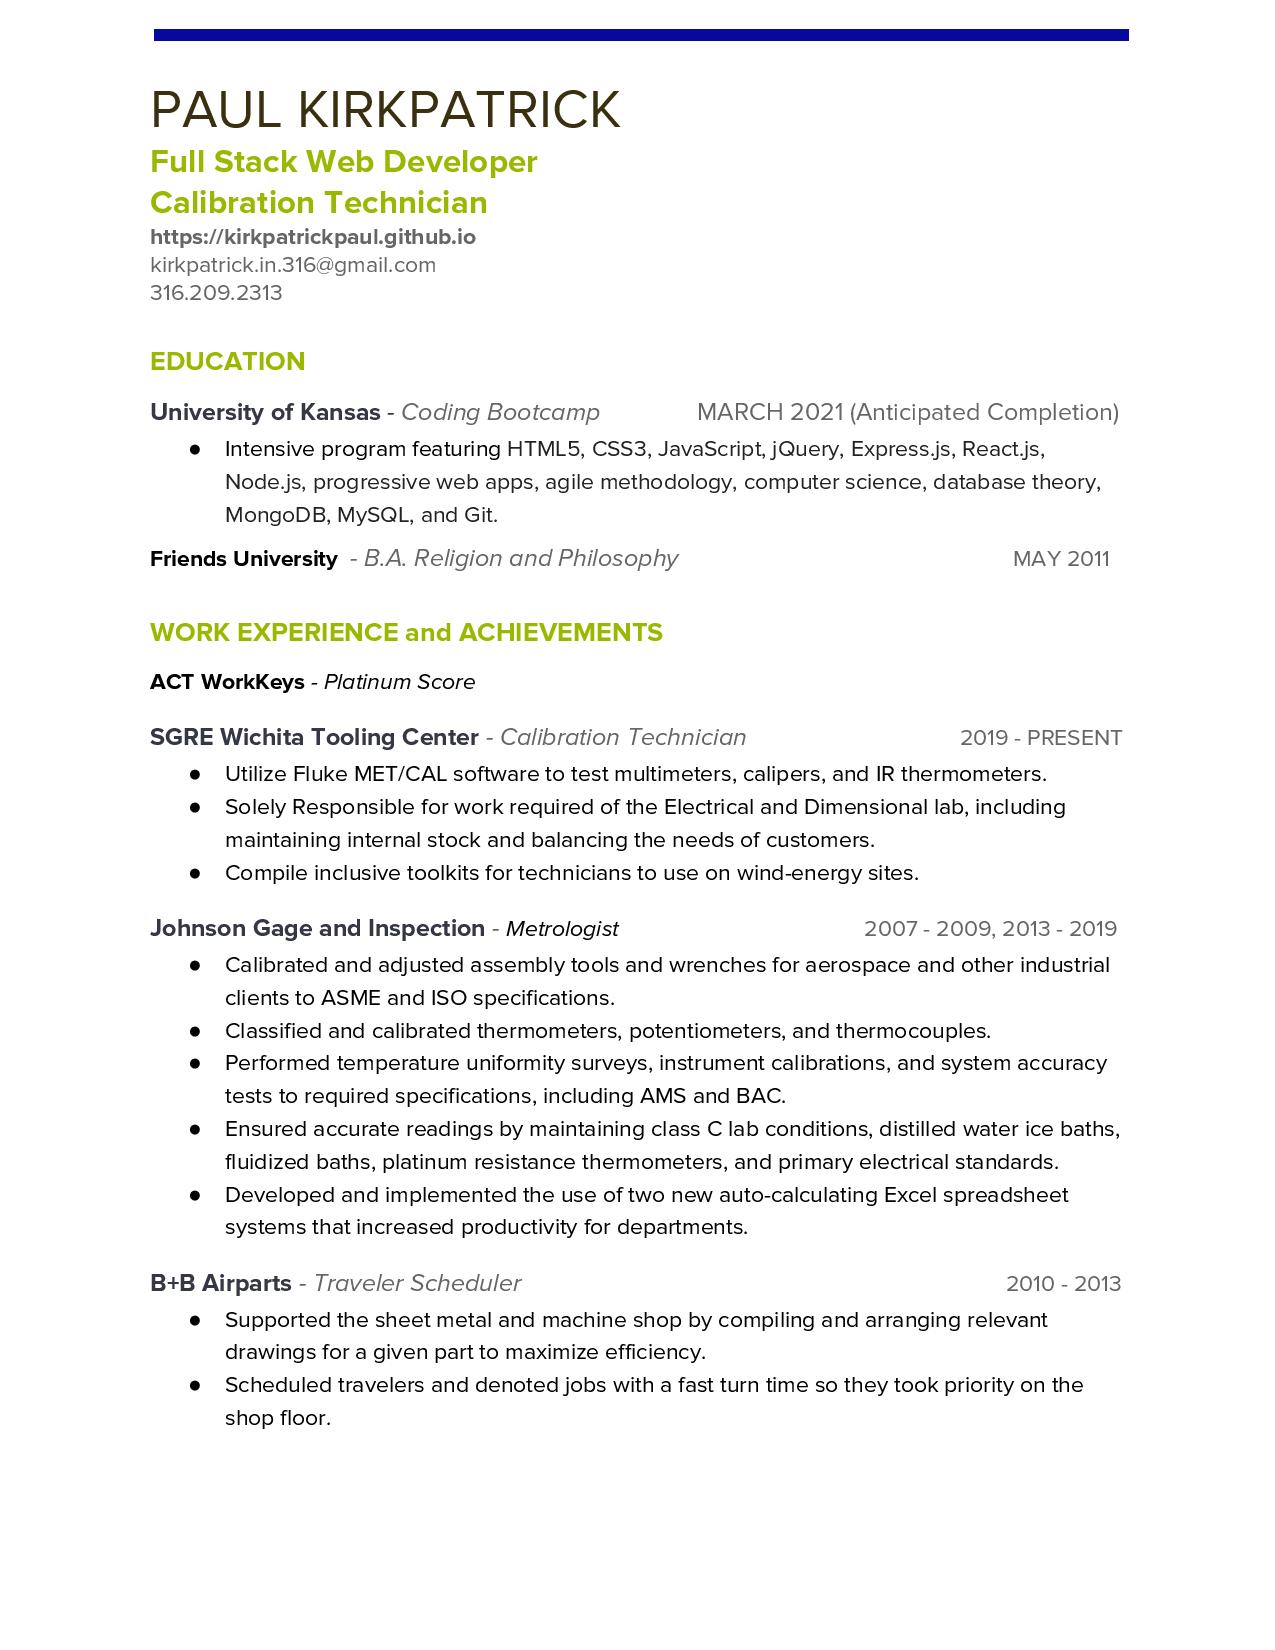 PAUL KIRKPATRICK
Full Stack Web Developer
Calibration Technician
https://kirkpatrickpaul.github.io
kirkpatrick.in.316@gmail.com
316.209.2313
EDUCATION
University of Kansas - Coding Bootcamp MARCH 2021 (Anticipated Completion)
● Intensive program featuring HTML5, CSS3, JavaScript, jQuery, Express.js, React.js,
Node.js, progressive web apps, agile methodology, computer science, database theory,
MongoDB, MySQL, and Git.
Friends University - B.A. Religion and Philosophy MAY 2011
WORK EXPERIENCE and ACHIEVEMENTS
ACT WorkKeys - Platinum Score
SGRE Wichita Tooling Center - Calibration Technician 2019 - PRESENT
● Utilize Fluke MET/CAL software to test multimeters, calipers, and IR thermometers.
● Solely Responsible for work required of the Electrical and Dimensional lab, including
maintaining internal stock and balancing the needs of customers.
● Compile inclusive toolkits for technicians to use on wind-energy sites.
Johnson Gage and Inspection - Metrologist 2007 - 2009, 2013 - 2019
● Calibrated and adjusted assembly tools and wrenches for aerospace and other industrial
clients to ASME and ISO specifications.
● Classified and calibrated thermometers, potentiometers, and thermocouples.
● Performed temperature uniformity surveys, instrument calibrations, and system accuracy
tests to required specifications, including AMS and BAC.
● Ensured accurate readings by maintaining class C lab conditions, distilled water ice baths,
fluidized baths, platinum resistance thermometers, and primary electrical standards.
● Developed and implemented the use of two new auto-calculating Excel spreadsheet
systems that increased productivity for departments.
B+B Airparts - Traveler Scheduler 2010 - 2013
● Supported the sheet metal and machine shop by compiling and arranging relevant
drawings for a given part to maximize efficiency.
● Scheduled travelers and denoted jobs with a fast turn time so they took priority on the
shop floor.